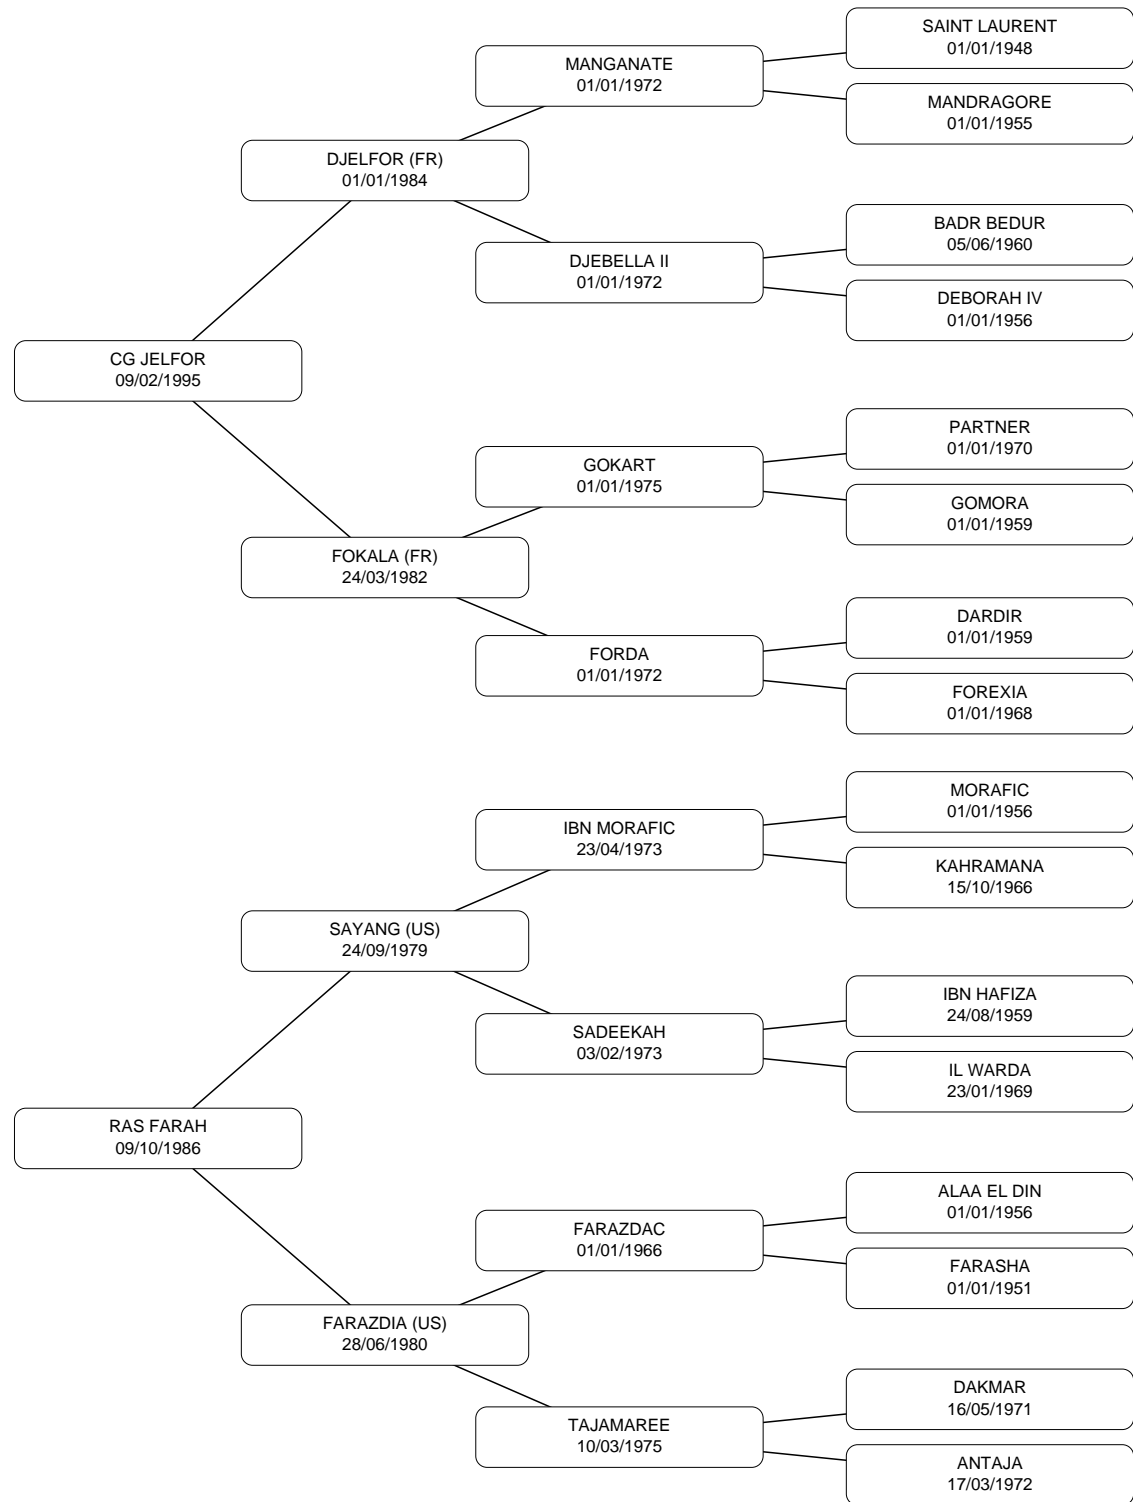 SAINT LAURENT
01/01/1948
MANGANATE
01/01/1972
MANDRAGORE
01/01/1955
DJELFOR (FR)
01/01/1984
BADR BEDUR
05/06/1960
DJEBELLA II
01/01/1972
DEBORAH IV
01/01/1956
CG JELFOR
09/02/1995
PARTNER
01/01/1970
GOKART
01/01/1975
GOMORA
01/01/1959
FOKALA (FR)
24/03/1982
DARDIR
01/01/1959
FORDA
01/01/1972
FOREXIA
01/01/1968
MORAFIC
01/01/1956
IBN MORAFIC
23/04/1973
KAHRAMANA
15/10/1966
SAYANG (US)
24/09/1979
IBN HAFIZA
24/08/1959
SADEEKAH
03/02/1973
IL WARDA
23/01/1969
RAS FARAH
09/10/1986
ALAA EL DIN
01/01/1956
FARAZDAC
01/01/1966
FARASHA
01/01/1951
FARAZDIA (US)
28/06/1980
DAKMAR
16/05/1971
TAJAMAREE
10/03/1975
ANTAJA
17/03/1972